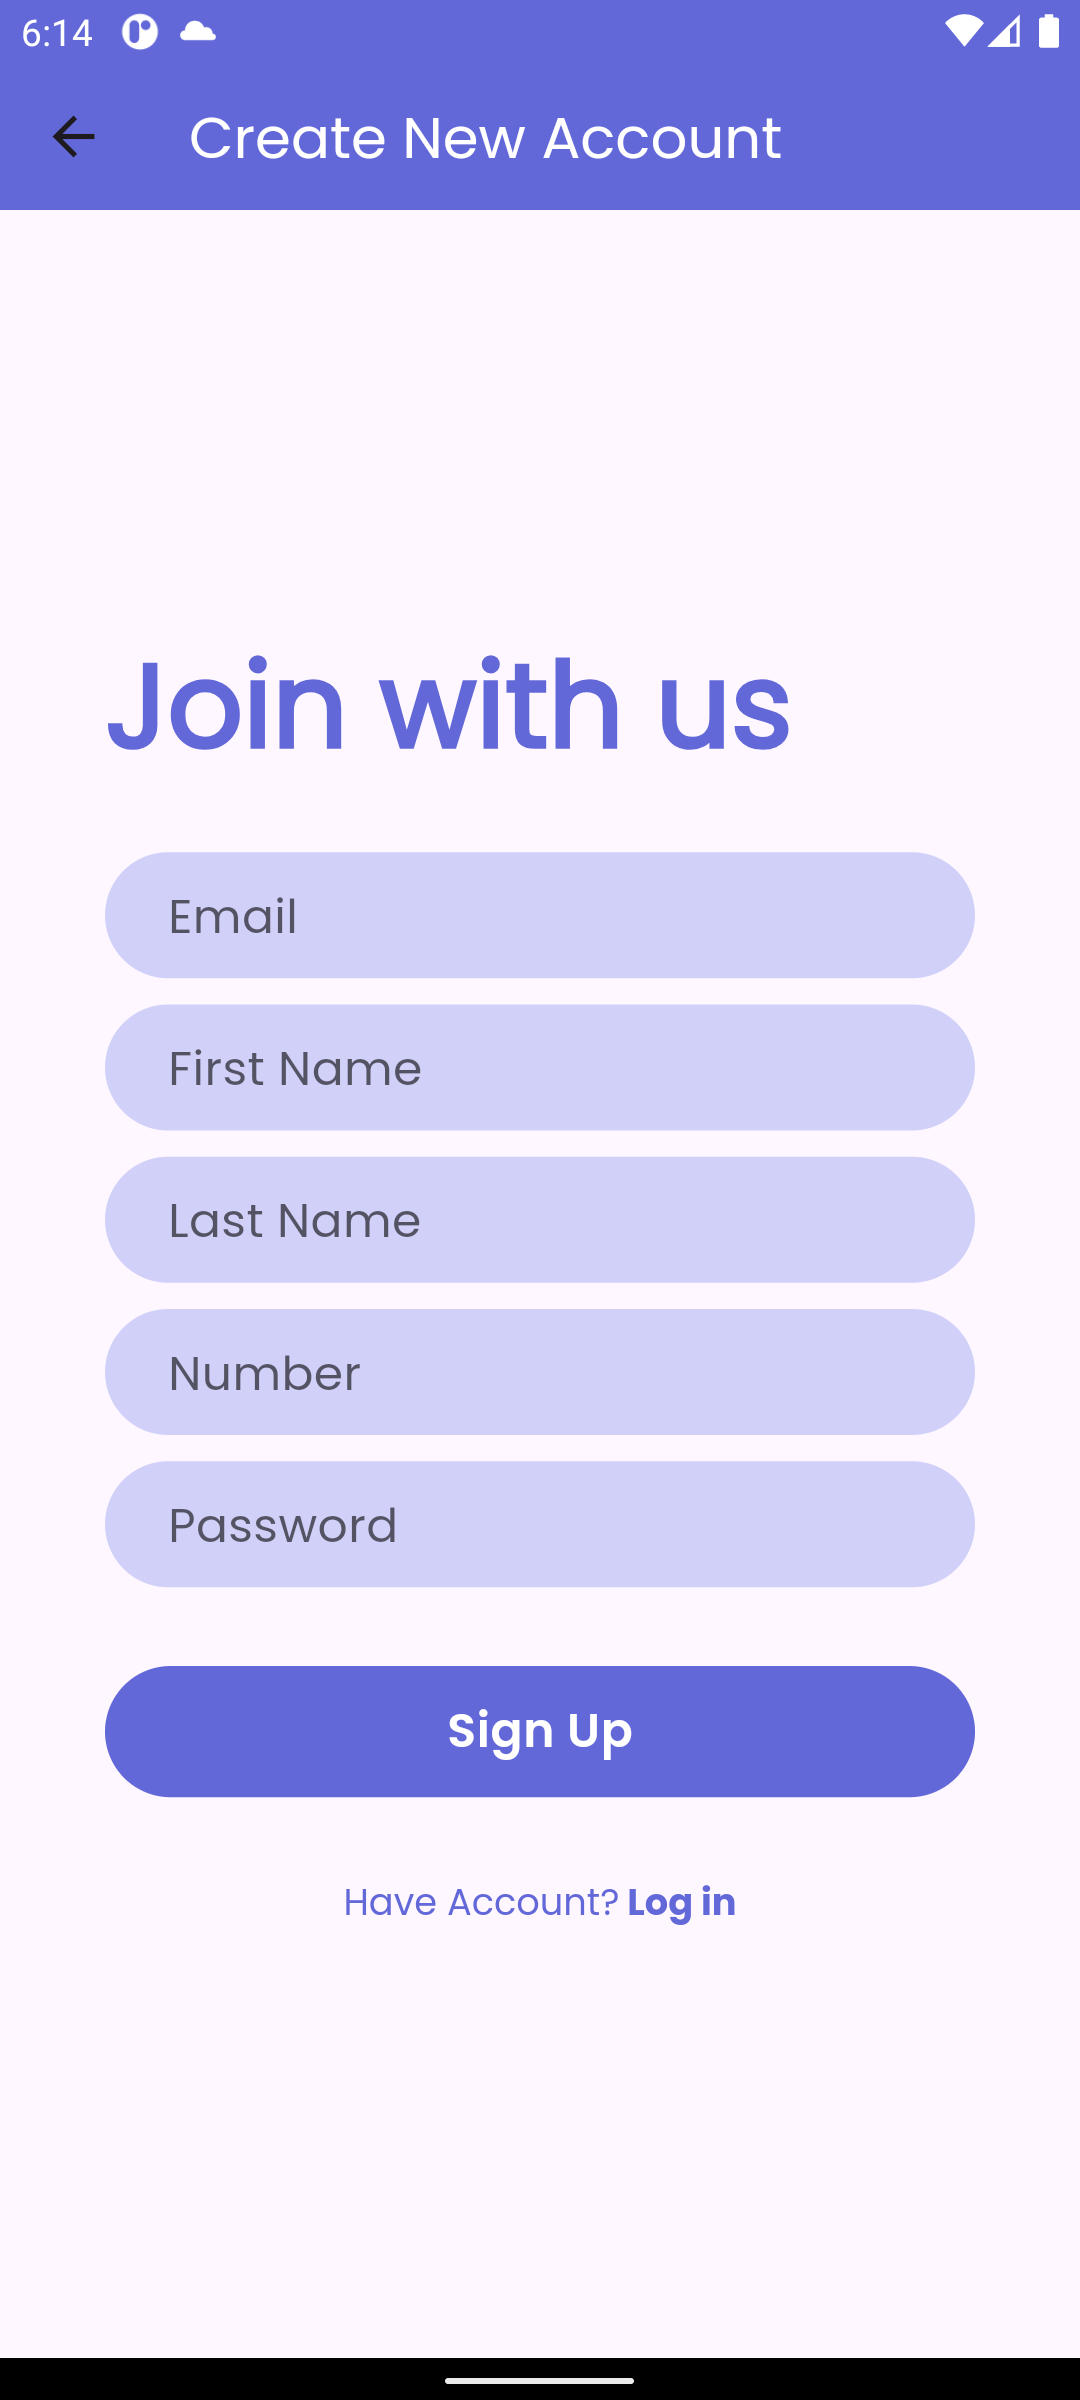 6:14
Create New Account
Join with us
Email
First Name
Last Name
Number
Password
Sign Up
Have Account? Log in